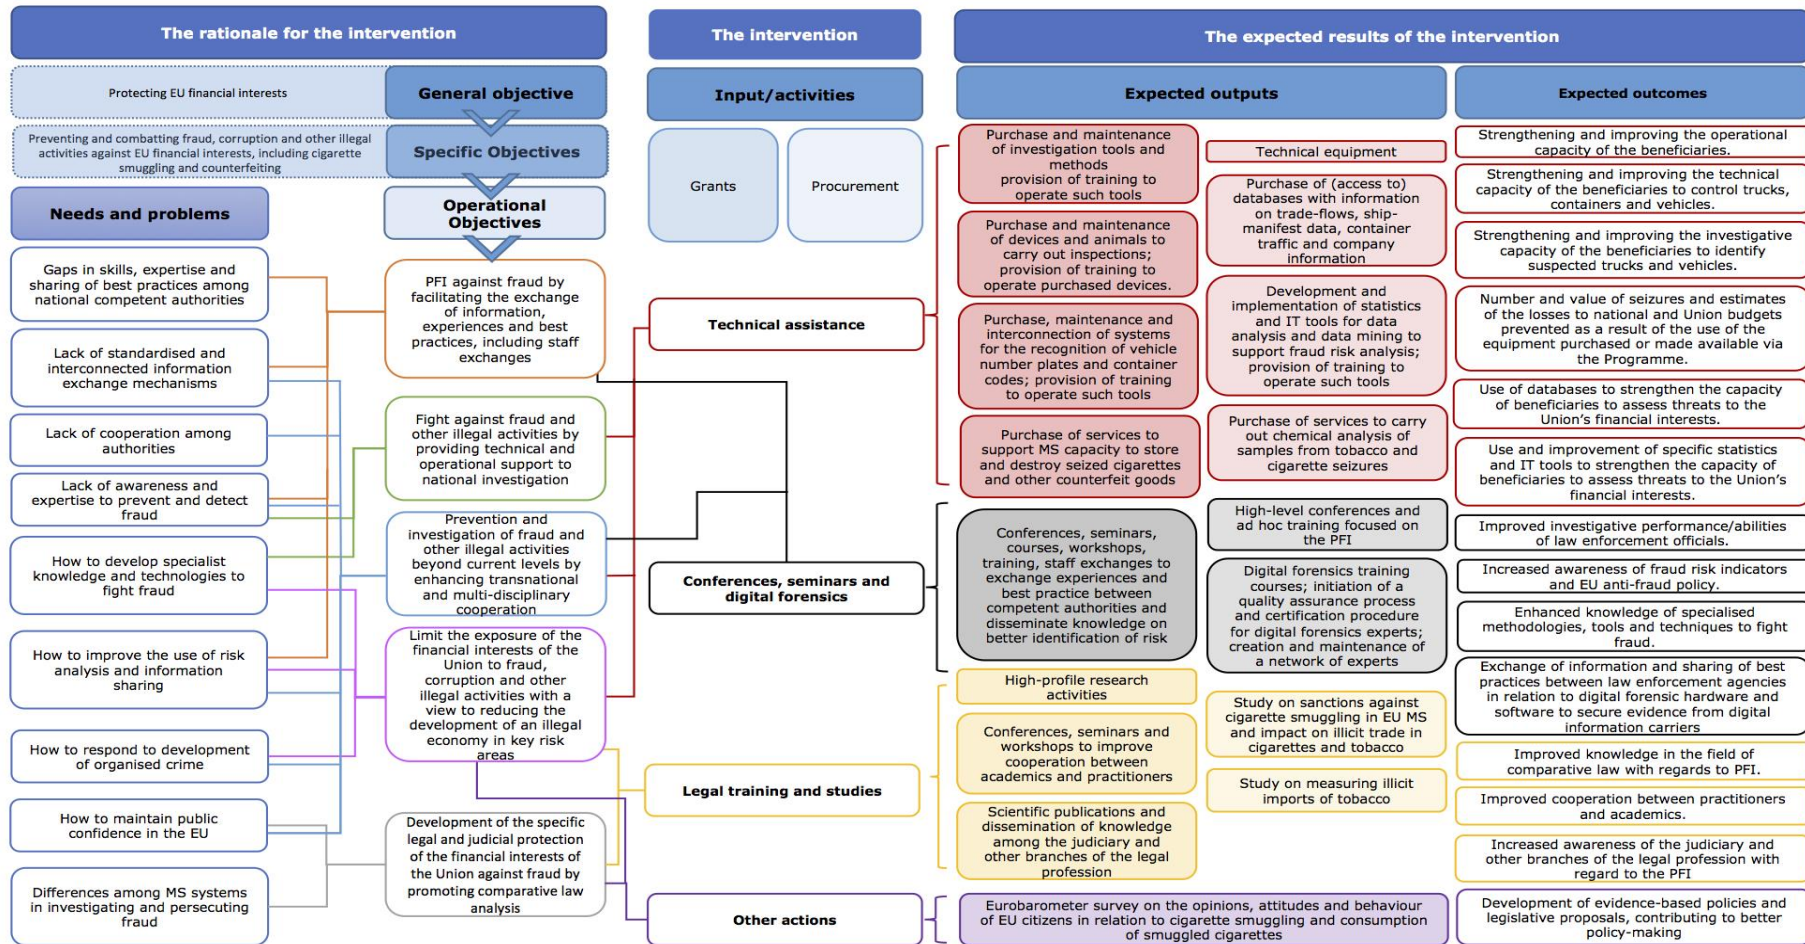 The rationale for the intervention
The intervention
The expected results of the intervention
Protecting EU financial interests
General objective
Input/activities
Expected outputs
Expected outcomes
Preventing and combatting fraud, corruption and other illegal
activities against EU financial interests, including cigarette
smuggling and counterfeiting
Specific Objectives
Needs and problems
Operational
Objectives
Grants
Procurement
Gaps in skills, expertise and
sharing of best practices among
national competent authorities
Lack of standardised and
interconnected information
exchange mechanisms
Lack of cooperation among
authorities
Lack of awareness and
expertise to prevent and detect
fraud
How to develop specialist
knowledge and technologies to
fight fraud
How to improve the use of risk
analysis and information
sharing
How to respond to development
of organised crime
How to maintain public
confidence in the EU
Differences among MS systems
in investigating and persecuting
fraud
PFI against fraud by
facilitating the exchange
of information,
experiences and best
practices, including staff
exchanges
Fight against fraud and
other illegal activities by
providing technical and
operational support to
national investigation
Prevention and
investigation of fraud and
other illegal activities
beyond current levels by
enhancing transnational
and multi-disciplinary
cooperation
Limit the exposure of the
financial interests of the
Union to fraud,
corruption and other
illegal activities with a
view to reducing the
development of an illegal
economy in key risk
areas
Development of the specific
legal and judicial protection
of the financial interests of
the Union against fraud by
promoting comparative law
analysis
Technical assistance
Conferences, seminars and
digital forensics
Legal training and studies
Other actions
Purchase and maintenance
of investigation tools and
methods
provision of training to
operate such tools
Purchase and maintenance
of devices and animals to
carry out inspections;
provision of training to
operate purchased devices.
Purchase, maintenance and
interconnection of systems
for the recognition of vehicle
number plates and container
codes; provision of training
to operate such tools
Purchase of services to
support MS capacity to store
and destroy seized cigarettes
and other counterfeit goods
Technical equipment
Purchase of (access to)
databases with information
on trade-flows, ship-
manifest data, container
traffic and company
information
Development and
implementation of statistics
and IT tools for data
analysis and data mining to
support fraud risk analysis;
provision of training to
operate such tools
Purchase of services to carry
out chemical analysis of
samples from tobacco and
cigarette seizures
Conferences, seminars,
courses, workshops,
training, staff exchanges to
exchange experiences and
best practice between
competent authorities and
disseminate knowledge on
better identification of risk
High-level conferences and
ad hoc training focused on
the PFI
Digital forensics training
courses; initiation of a
quality assurance process
and certification procedure
for digital forensics experts;
creation and maintenance of
a network of experts
High-profile research
activities
Conferences, seminars and
workshops to improve
cooperation between
academics and practitioners
Scientific publications and
dissemination of knowledge
among the judiciary and
other branches of the legal
profession
Study on sanctions against
cigarette smuggling in EU MS
and impact on illicit trade in
cigarettes and tobacco
Study on measuring illicit
imports of tobacco
Eurobarometer survey on the opinions, attitudes and behaviour
of EU citizens in relation to cigarette smuggling and consumption
of smuggled cigarettes
Strengthening and improving the operational
capacity of the beneficiaries.
Strengthening and improving the technical
capacity of the beneficiaries to control trucks,
containers and vehicles.
Strengthening and improving the investigative
capacity of the beneficiaries to identify
suspected trucks and vehicles.
Number and value of seizures and estimates
of the losses to national and Union budgets
prevented as a result of the use of the
equipment purchased or made available via
the Programme.
Use of databases to strengthen the capacity
of beneficiaries to assess threats to the
Union's financial interests.
Use and improvement of specific statistics
and IT tools to strengthen the capacity of
beneficiaries to assess threats to the Union's
financial interests.
Improved investigative performance/abilities
of law enforcement officials.
Increased awareness of fraud risk indicators
and EU anti-fraud policy.
Enhanced knowledge of specialised
methodologies, tools and techniques to fight
fraud.
Exchange of information and sharing of best
practices between law enforcement agencies
in relation to digital forensic hardware and
software to secure evidence from digital
information carriers
Improved knowledge in the field of
comparative law with regards to PFI.
Improved cooperation between practitioners
and academics.
Increased awareness of the judiciary and
other branches of the legal profession with
regard to the PFI
Development of evidence-based policies and
legislative proposals, contributing to better
policy-making